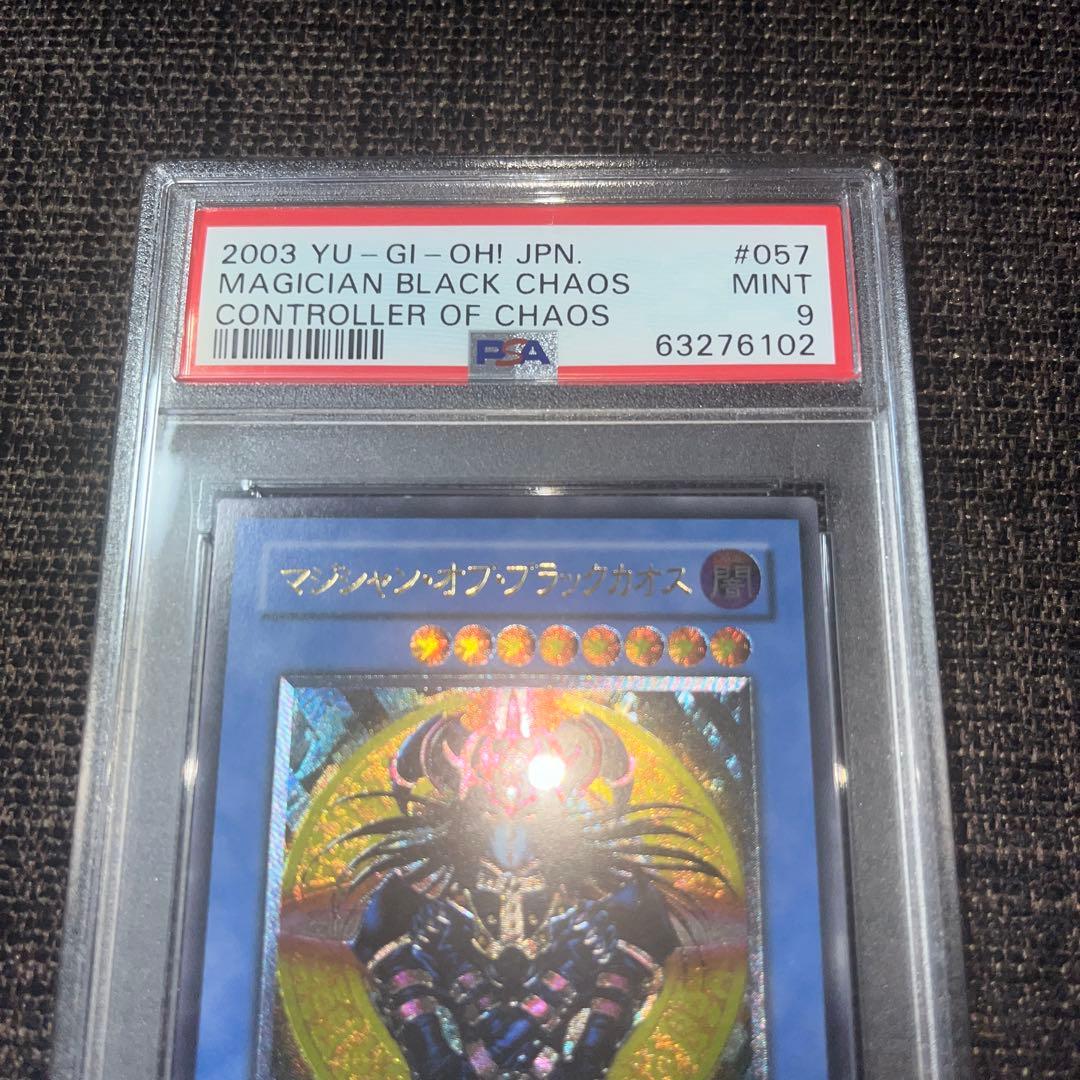 2003 YU-GI-OH! JPN. #057
MAGICIAN BLACK CHAOS MINT
CONTROLLER OF CHAOS 9
PSA 63276102
マジシャン・オブ・ブラックカオス 闇